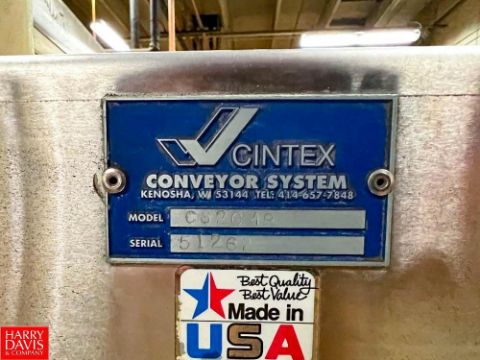 CINTEX
CONVEYOR SYSTEM
KENOSHA, WI 53144 TEL: 414-657-7848
MODEL
SERIAL 51267
Best Quality
Best Value
Made in
USA
HARRY
DAVIS
& COMPANY